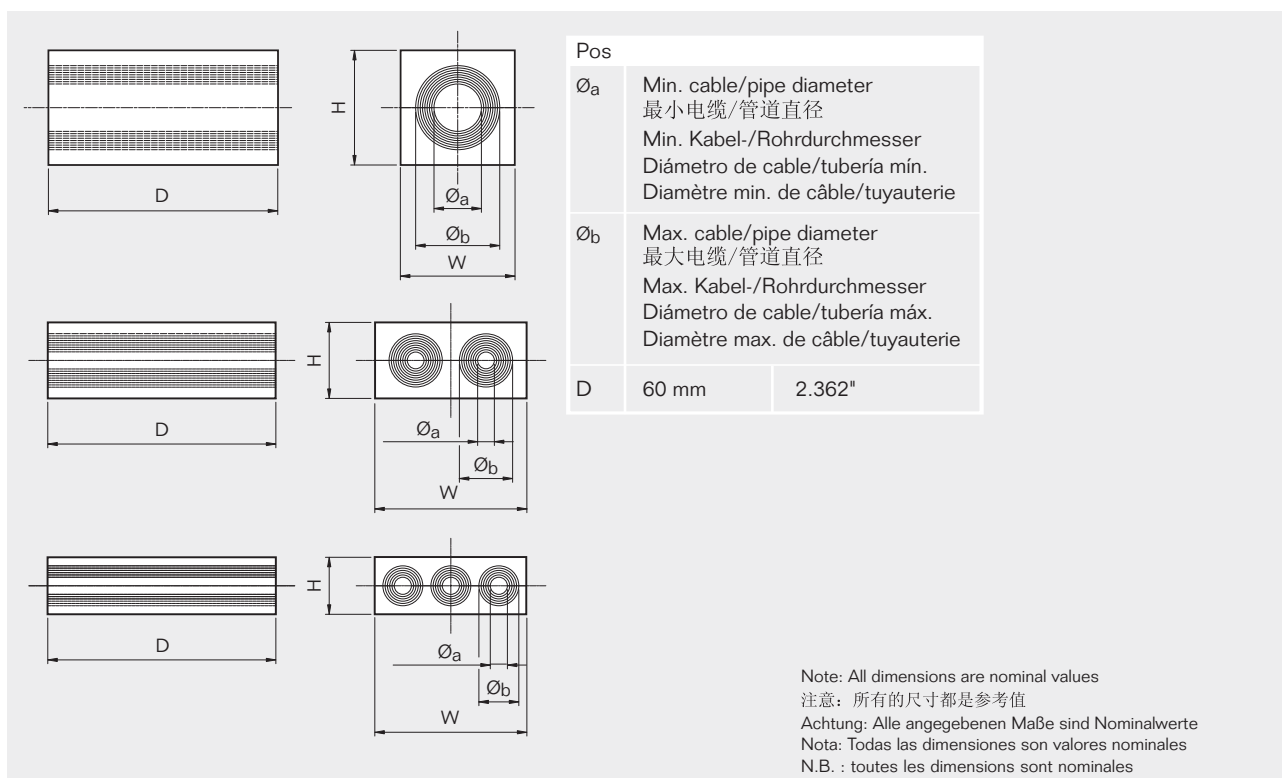 H
D
Øa
Øb
W
H
D
Øa
Øb
W
H
D
Øa
Øb
W
Pos
Øa
Min. cable/pipe diameter
最小电缆/管道直径
Min. Kabel-/Rohrdurchmesser
Diámetro de cable/tubería mín.
Diamètre min. de câble/tuyauterie
Øb
Max. cable/pipe diameter
最大电缆/管道直径
Max. Kabel-/Rohrdurchmesser
Diámetro de cable/tubería máx.
Diamètre max. de câble/tuyauterie
D 60 mm 2.362"
Note: All dimensions are nominal values
注意：所有的尺寸都是参考值
Achtung: Alle angegebenen Maße sind Nominalwerte
Nota: Todas las dimensiones son valores nominales
N.B. : toutes les dimensions sont nominales